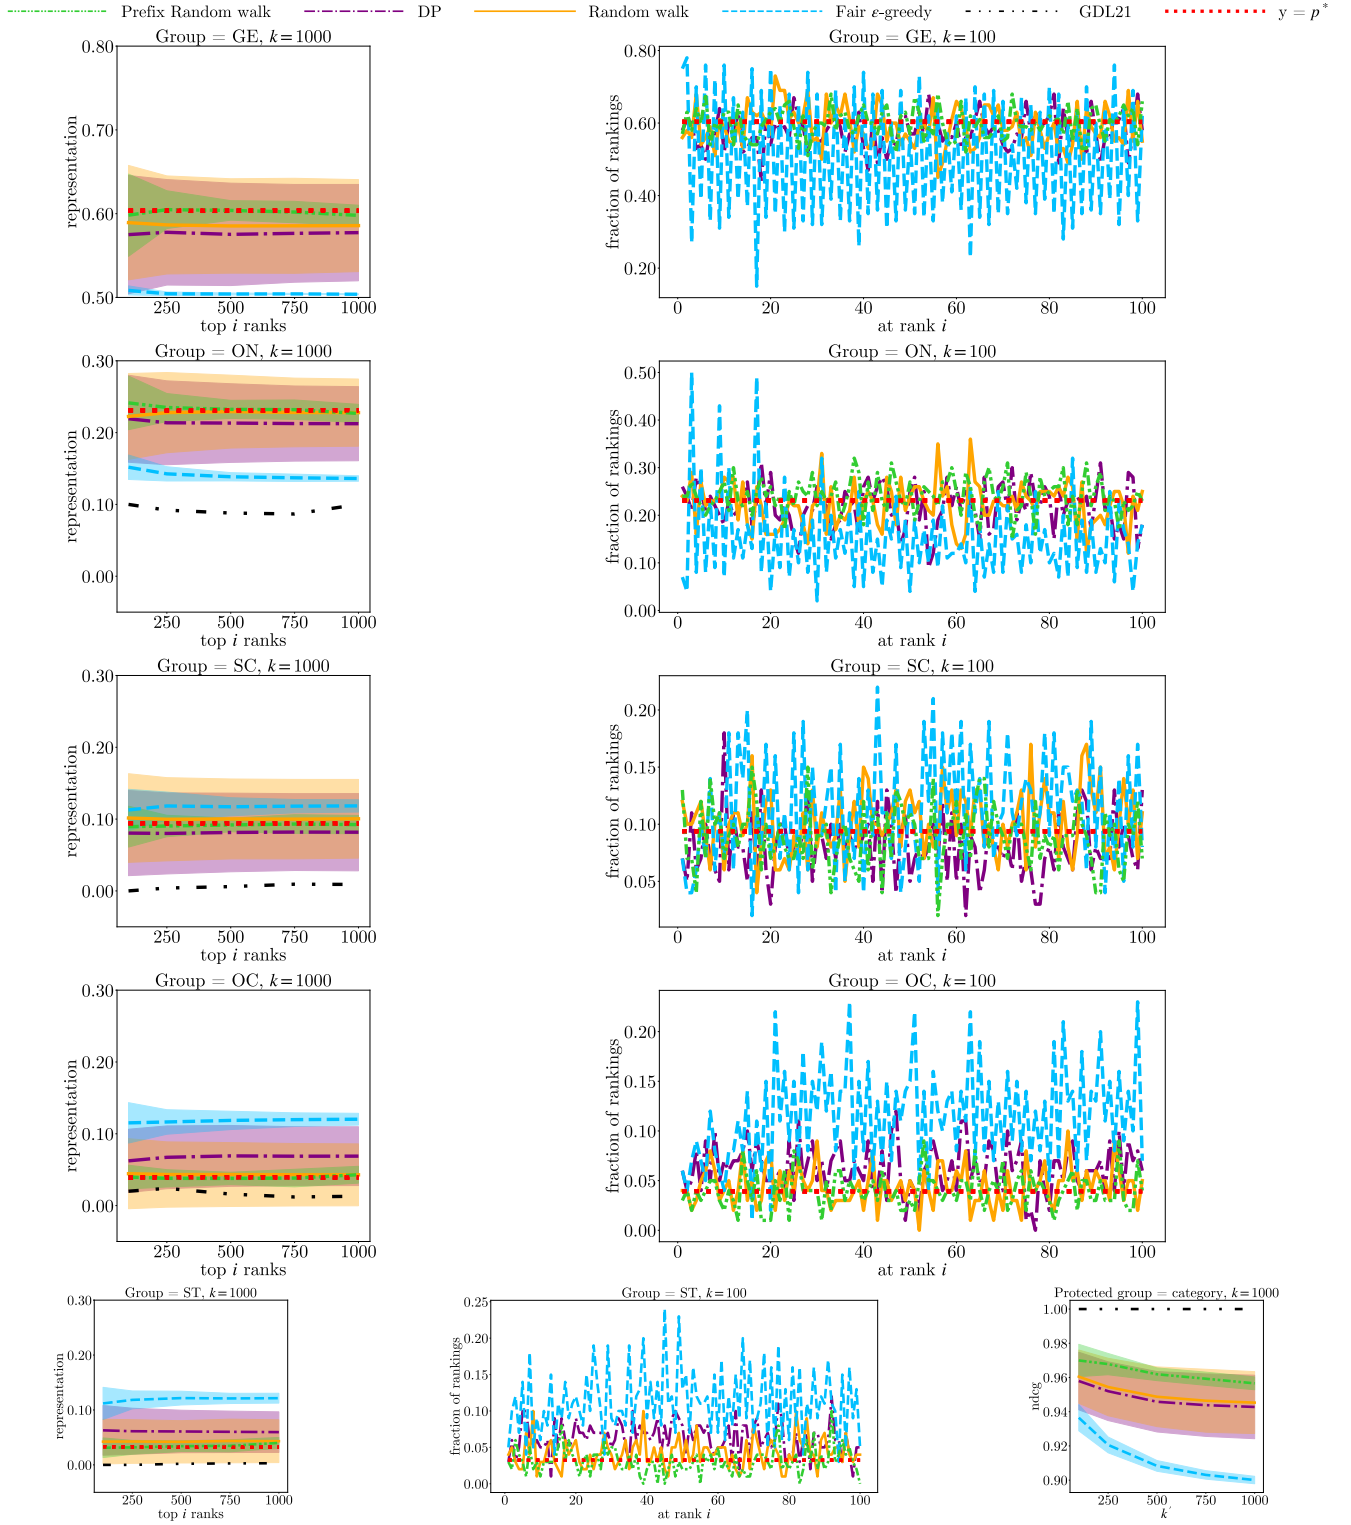 Prefix Random walk DP Random walk Fair ε-greedy GDL21 y = p*
Group = GE, k=1000
0.80
0.70
0.60
0.50
representation
250 500 750 1000
top i ranks
Group = GE, k=100
0.80
0.60
0.40
0.20
fraction of rankings
0 20 40 60 80 100
at rank i
Group = ON, k=1000
0.30
0.20
0.10
0.00
representation
250 500 750 1000
top i ranks
Group = ON, k=100
0.50
0.40
0.30
0.20
0.10
0.00
fraction of rankings
0 20 40 60 80 100
at rank i
Group = SC, k=1000
0.30
0.20
0.10
0.00
representation
250 500 750 1000
top i ranks
Group = SC, k=100
0.20
0.15
0.10
0.05
fraction of rankings
0 20 40 60 80 100
at rank i
Group = OC, k=1000
0.30
0.20
0.10
0.00
representation
250 500 750 1000
top i ranks
Group = OC, k=100
0.20
0.15
0.10
0.05
0.00
fraction of rankings
0 20 40 60 80 100
at rank i
Group = ST, k=1000
0.30
0.20
0.10
0.00
representation
250 500 750 1000
top i ranks
Group = ST, k=100
0.25
0.20
0.15
0.10
0.05
0.00
fraction of rankings
0 20 40 60 80 100
at rank i
Protected group = category, k=1000
1.00
0.98
0.96
0.94
0.92
0.90
ndcg
250 500 750 1000
k′